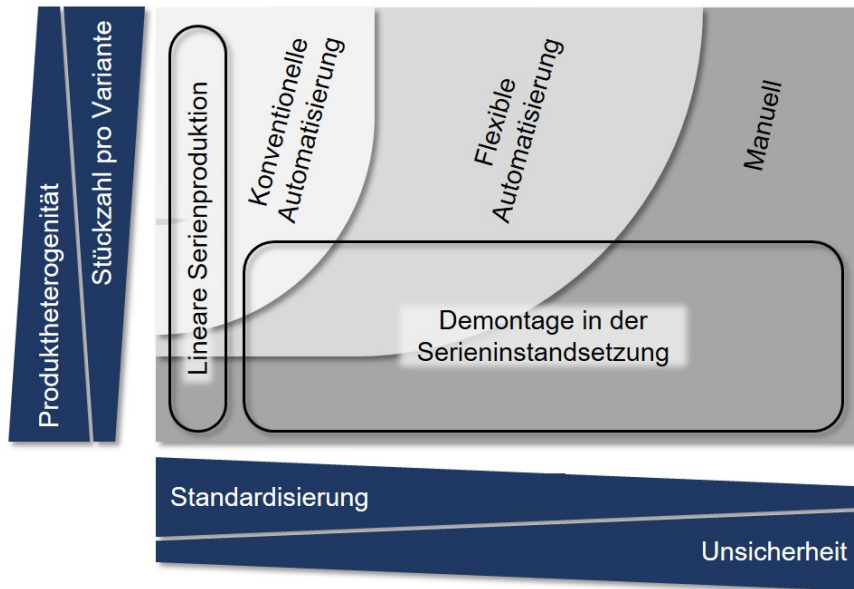 Produktheterogenität
Stückzahl pro Variante
Lineare Serienproduktion
Konventionelle
Automatisierung
Flexible
Automatisierung
Manuell
Demontage in der
Serieninstandsetzung
Standardisierung
Unsicherheit